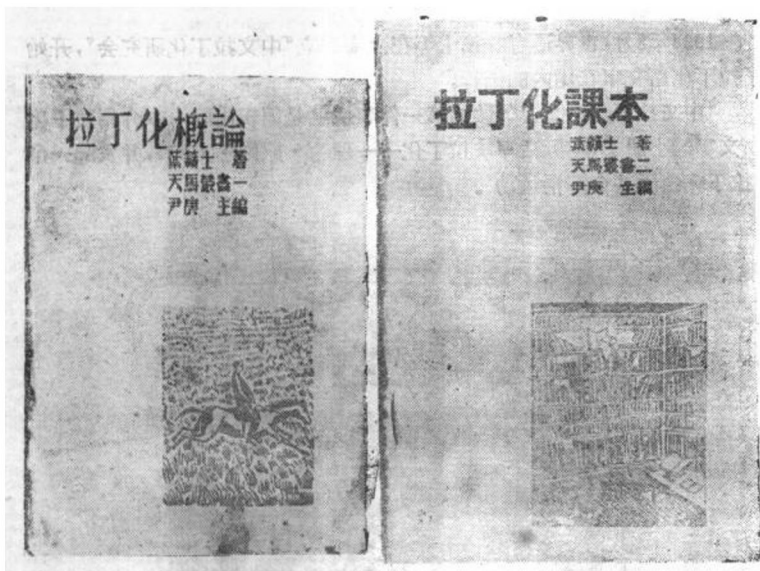 拉丁化概論
葉籟士 著
天馬叢書一
尹庚 主編
拉丁化課本
葉籟士 著
天馬叢書二
尹庚 主編